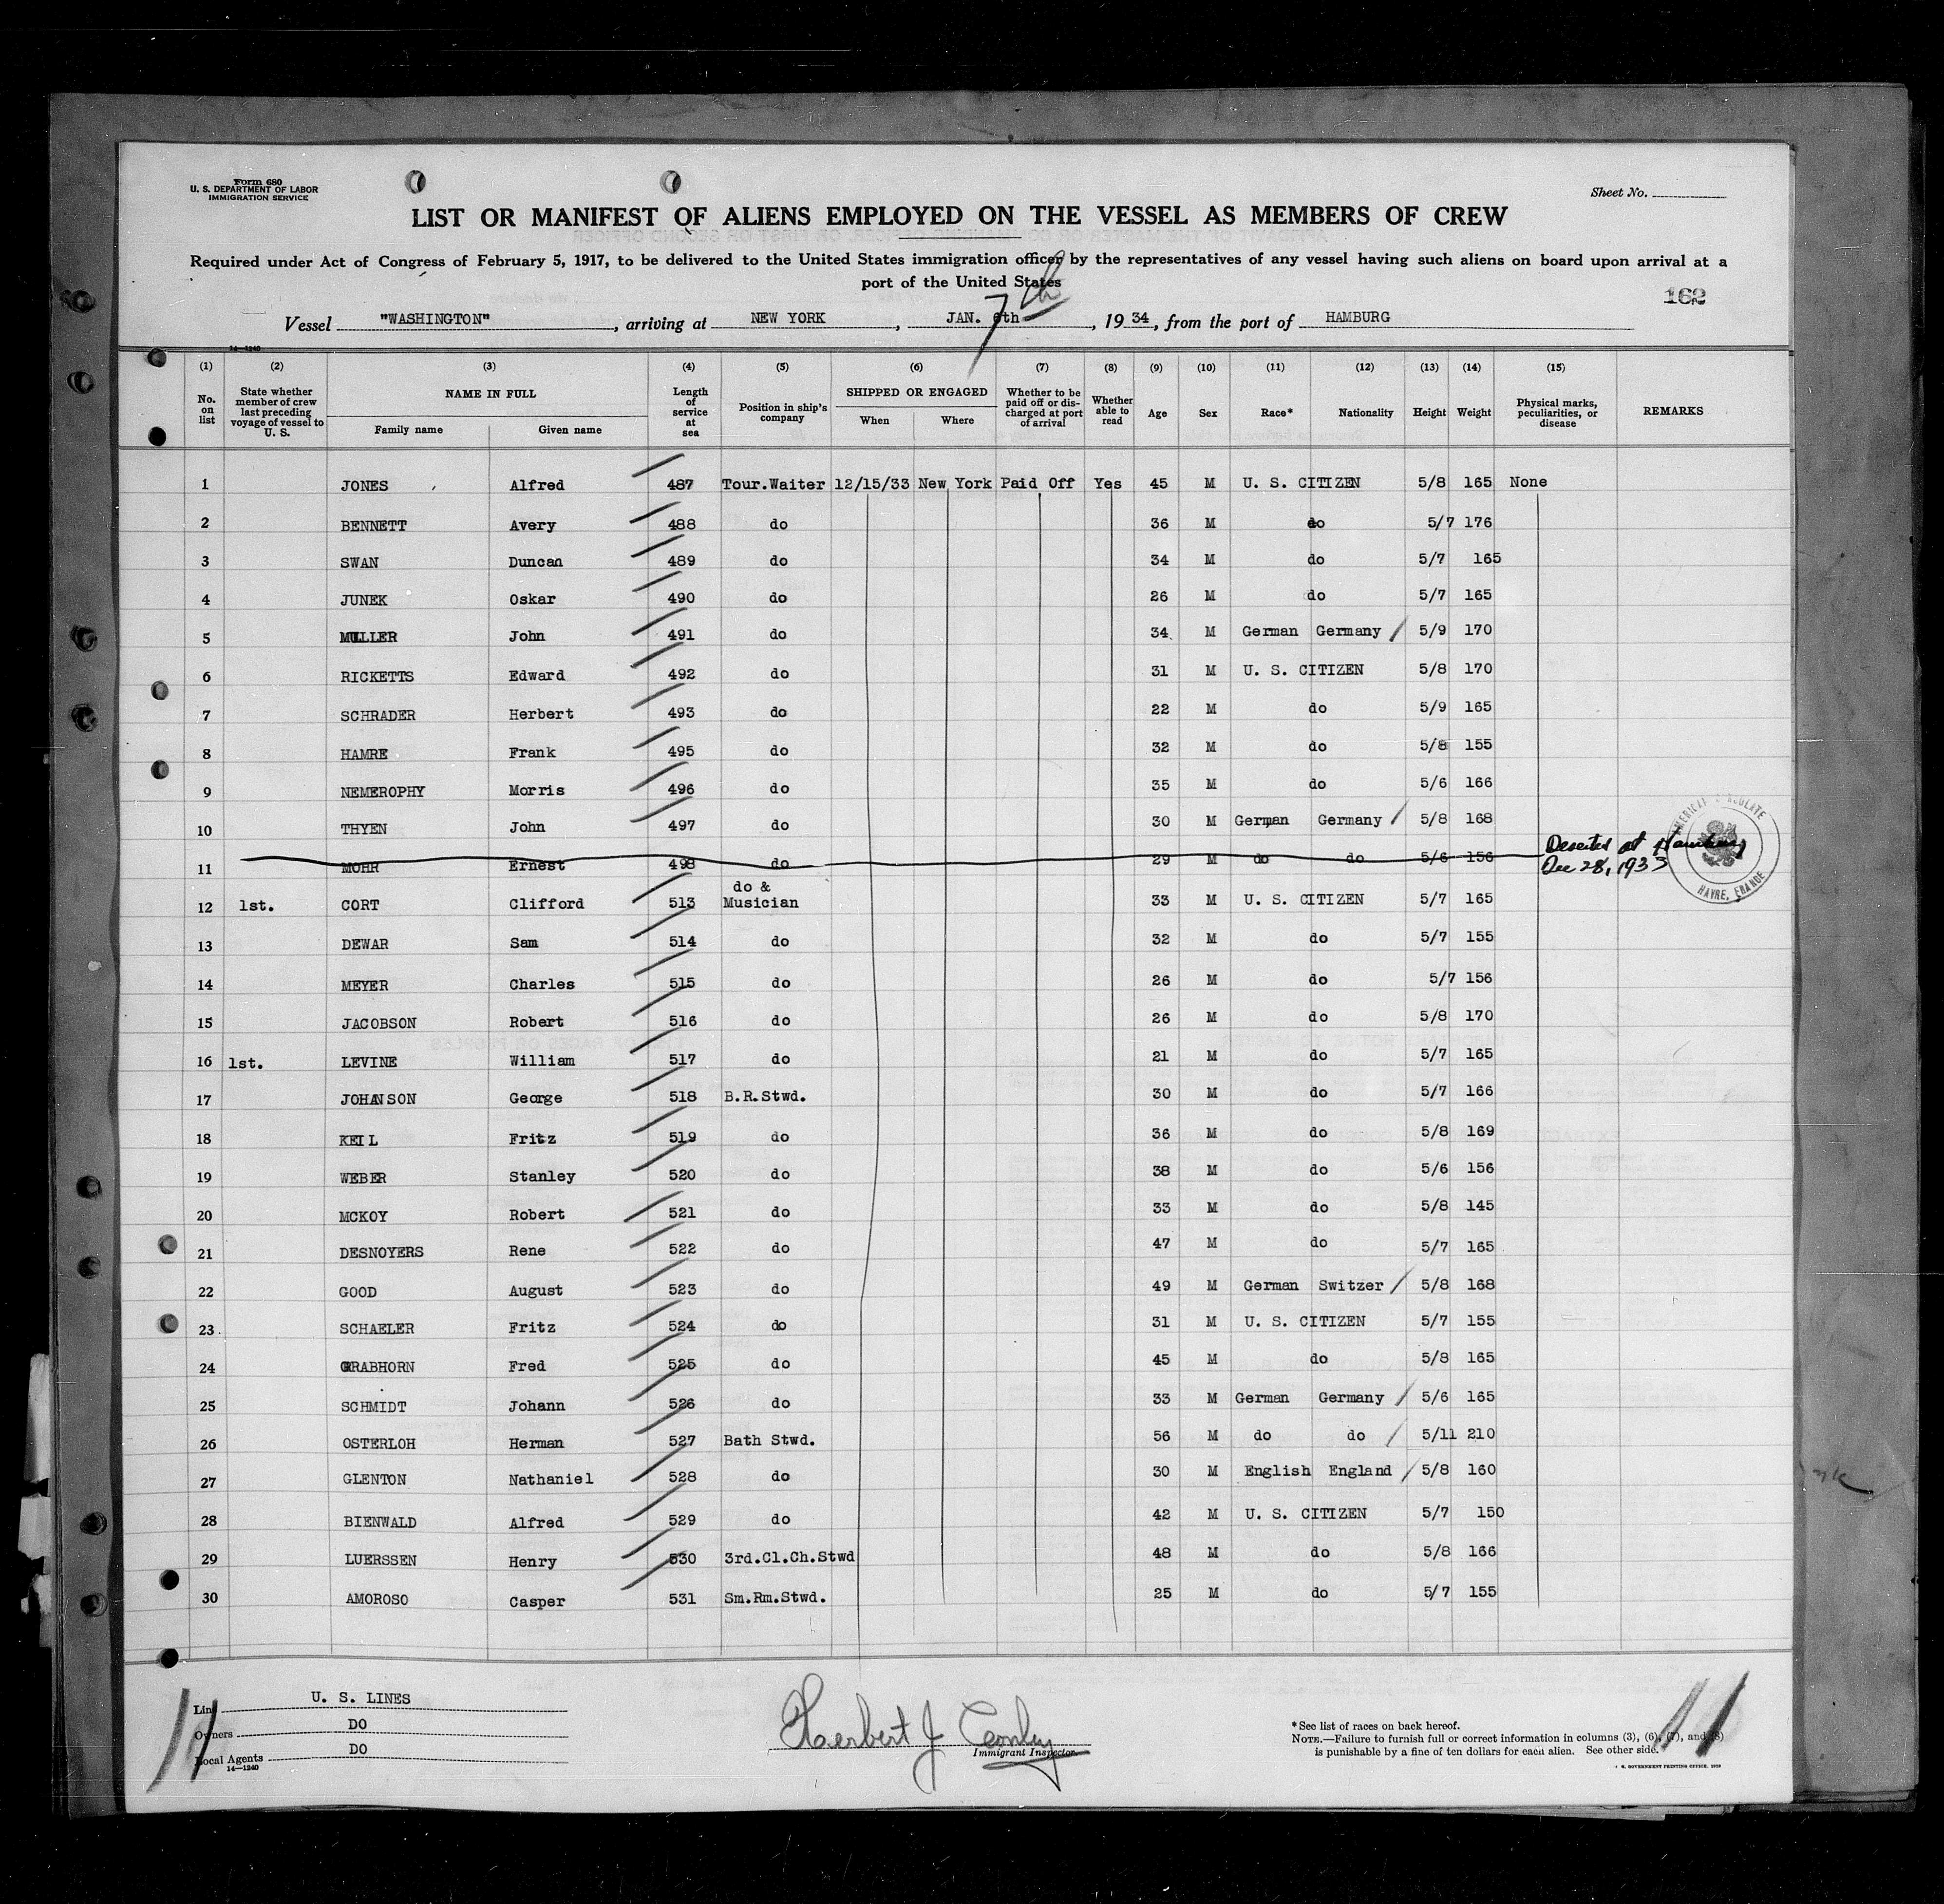 Form 680
U. S. DEPARTMENT OF LABOR
IMMIGRATION SERVICE
Sheet No.
LIST OR MANIFEST OF ALIENS EMPLOYED ON THE VESSEL AS MEMBERS OF CREW
Required under Act of Congress of February 5, 1917, to be delivered to the United States immigration officer by the representatives of any vessel having such aliens on board upon arrival at a
port of the United States
162
Vessel "WASHINGTON", arriving at NEW YORK, JAN. 6th 7th, 1934, from the port of HAMBURG
14—1240
(1) (2) (3) (4) (5) (6) (7) (8) (9) (10) (11) (12) (13) (14) (15)
No. on list State whether member of crew last preceding voyage of vessel to U. S. NAME IN FULL Family name Given name Length of service at sea Position in ship's company SHIPPED OR ENGAGED When Where Whether to be paid off or discharged at port of arrival Whether able to read Age Sex Race* Nationality Height Weight Physical marks, peculiarities, or disease REMARKS
1 JONES Alfred 487 Tour.Waiter 12/15/33 New York Paid Off Yes 45 M U. S. CITIZEN 5/8 165 None
2 BENNETT Avery 488 do 36 M do 5/7 176
3 SWAN Duncan 489 do 34 M do 5/7 165
4 JUNEK Oskar 490 do 26 M do 5/7 165
5 MULLER John 491 do 34 M German Germany 5/9 170
6 RICKETTS Edward 492 do 31 M U. S. CITIZEN 5/8 170
7 SCHRADER Herbert 493 do 22 M do 5/9 165
8 HAMRE Frank 495 do 32 M do 5/8 155
9 NEMEROPHY Morris 496 do 35 M do 5/6 166
10 THYEN John 497 do 30 M German Germany 5/8 168
11 MOHR Ernest 498 do 29 M do do 5/6 156 Deserted at Hamburg
Dec 28, 1933
AMERICAN CONSULATE
HAVRE, FRANCE
12 1st. CORT Clifford 513 do & Musician 33 M U. S. CITIZEN 5/7 165
13 DEWAR Sam 514 do 32 M do 5/7 155
14 MEYER Charles 515 do 26 M do 5/7 156
15 JACOBSON Robert 516 do 26 M do 5/8 170
16 1st. LEVINE William 517 do 21 M do 5/7 165
17 JOHANSON George 518 B.R.Stwd. 30 M do 5/7 166
18 KEIL Fritz 519 do 36 M do 5/8 169
19 WEBER Stanley 520 do 38 M do 5/6 156
20 MCKOY Robert 521 do 33 M do 5/8 145
21 DESNOYERS Rene 522 do 47 M do 5/7 165
22 GOOD August 523 do 49 M German Switzer 5/8 168
23 SCHAELER Fritz 524 do 31 M U. S. CITIZEN 5/7 155
24 GRABHORN Fred 525 do 45 M do 5/8 165
25 SCHMIDT Johann 526 do 33 M German Germany 5/6 165
26 OSTERLOH Herman 527 Bath Stwd. 56 M do do 5/11 210
27 GLENTON Nathaniel 528 do 30 M English England 5/8 160
28 BIENWALD Alfred 529 do 42 M U. S. CITIZEN 5/7 150
29 LUERSSEN Henry 530 3rd.Cl.Ch.Stwd 48 M do 5/8 166
30 AMOROSO Casper 531 Sm.Rm.Stwd. 25 M do 5/7 155
Line U. S. LINES
Owners DO
Local Agents DO
14—1240
11
Herbert J Conley
Immigrant Inspector.
*See list of races on back hereof.
NOTE.—Failure to furnish full or correct information in columns (3), (6), (7), and (8)
is punishable by a fine of ten dollars for each alien. See other side.
U. S. GOVERNMENT PRINTING OFFICE
11